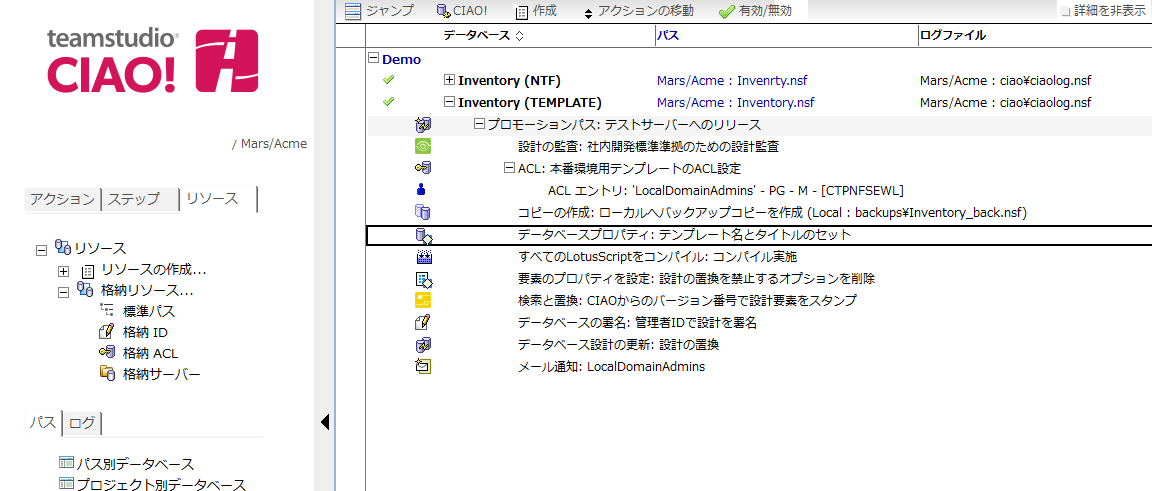 teamstudio
CIAO!
/ Mars/Acme
アクション ステップ リソース
リソース
リソースの作成...
格納リソース...
標準パス
格納 ID
格納 ACL
格納サーバー
パス ログ
パス別データベース
プロジェクト別データベース
ジャンプ CIAO! 作成 アクションの移動 有効/無効 詳細を非表示
データベース パス ログファイル
Demo
Inventory (NTF) Mars/Acme : Invenrty.nsf Mars/Acme : ciao¥ciaolog.nsf
Inventory (TEMPLATE) Mars/Acme : Inventory.nsf Mars/Acme : ciao¥ciaolog.nsf
プロモーションパス: テストサーバーへのリリース
設計の監査: 社内開発標準準拠のための設計監査
ACL: 本番環境用テンプレートのACL設定
ACL エントリ: 'LocalDomainAdmins' - PG - M - [CTPNFSEWL]
コピーの作成: ローカルへバックアップコピーを作成 (Local : backups¥Inventory_back.nsf)
データベースプロパティ: テンプレート名とタイトルのセット
すべてのLotusScriptをコンパイル: コンパイル実施
要素のプロパティを設定: 設計の置換を禁止するオプションを削除
検索と置換: CIAOからのバージョン番号で設計要素をスタンプ
データベースの署名: 管理者IDで設計を署名
データベース設計の更新: 設計の置換
メール通知: LocalDomainAdmins